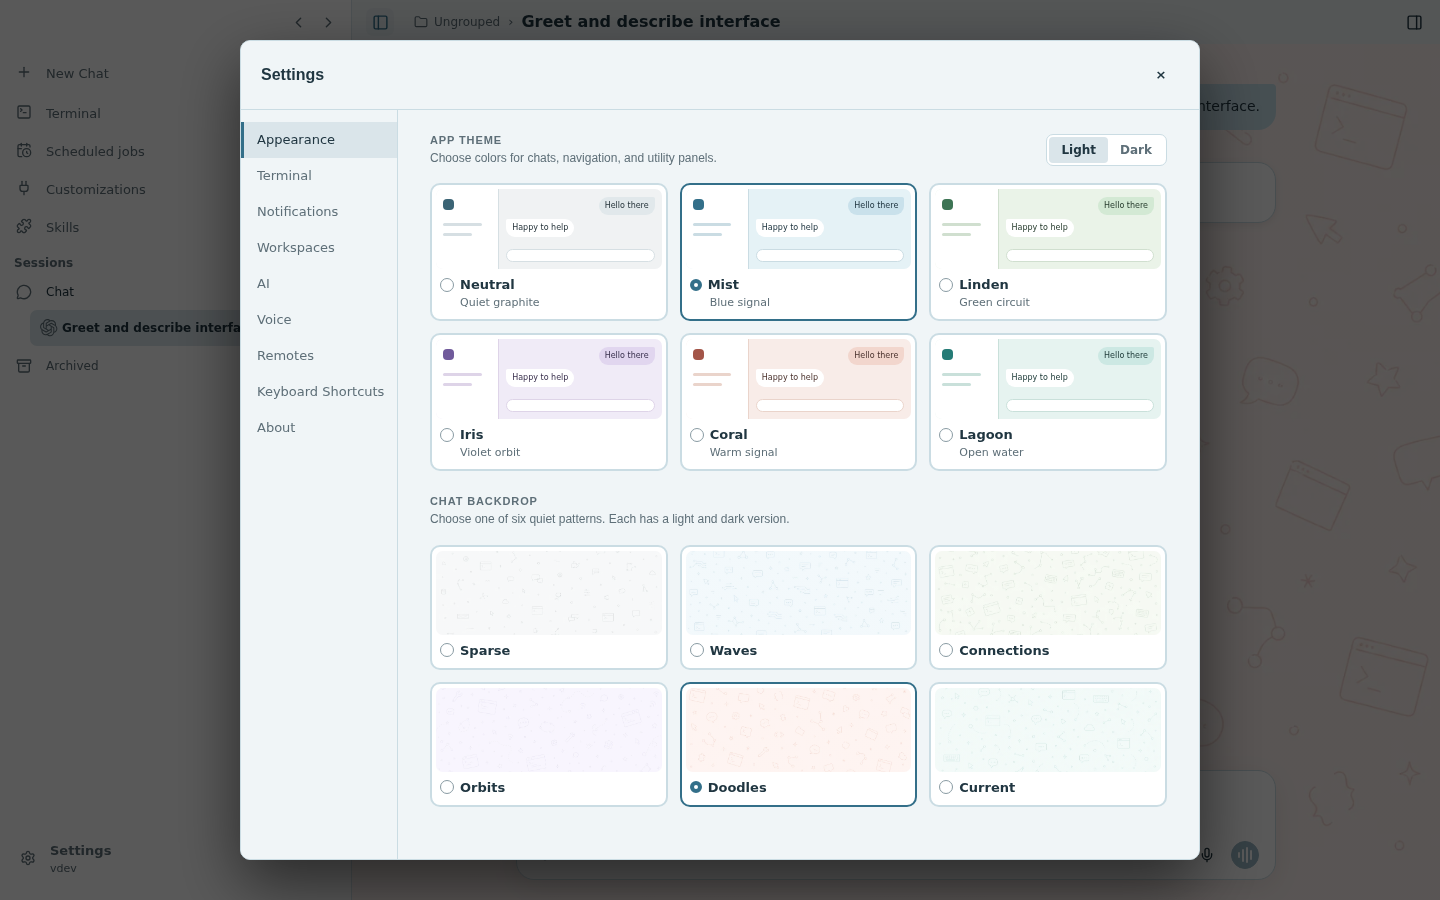 Ungrouped › Greet and describe interface
New Chat
Terminal
Scheduled jobs
Customizations
Skills
Sessions
Chat
Greet and describe interfa
Archived
Settings
vdev
nterface.
Settings
×
Appearance
Terminal
Notifications
Workspaces
AI
Voice
Remotes
Keyboard Shortcuts
About
APP THEME
Choose colors for chats, navigation, and utility panels.
Light Dark
Hello there
Happy to help
Neutral
Quiet graphite
Hello there
Happy to help
Mist
Blue signal
Hello there
Happy to help
Linden
Green circuit
Hello there
Happy to help
Iris
Violet orbit
Hello there
Happy to help
Coral
Warm signal
Hello there
Happy to help
Lagoon
Open water
CHAT BACKDROP
Choose one of six quiet patterns. Each has a light and dark version.
Sparse
Waves
Connections
Orbits
Doodles
Current